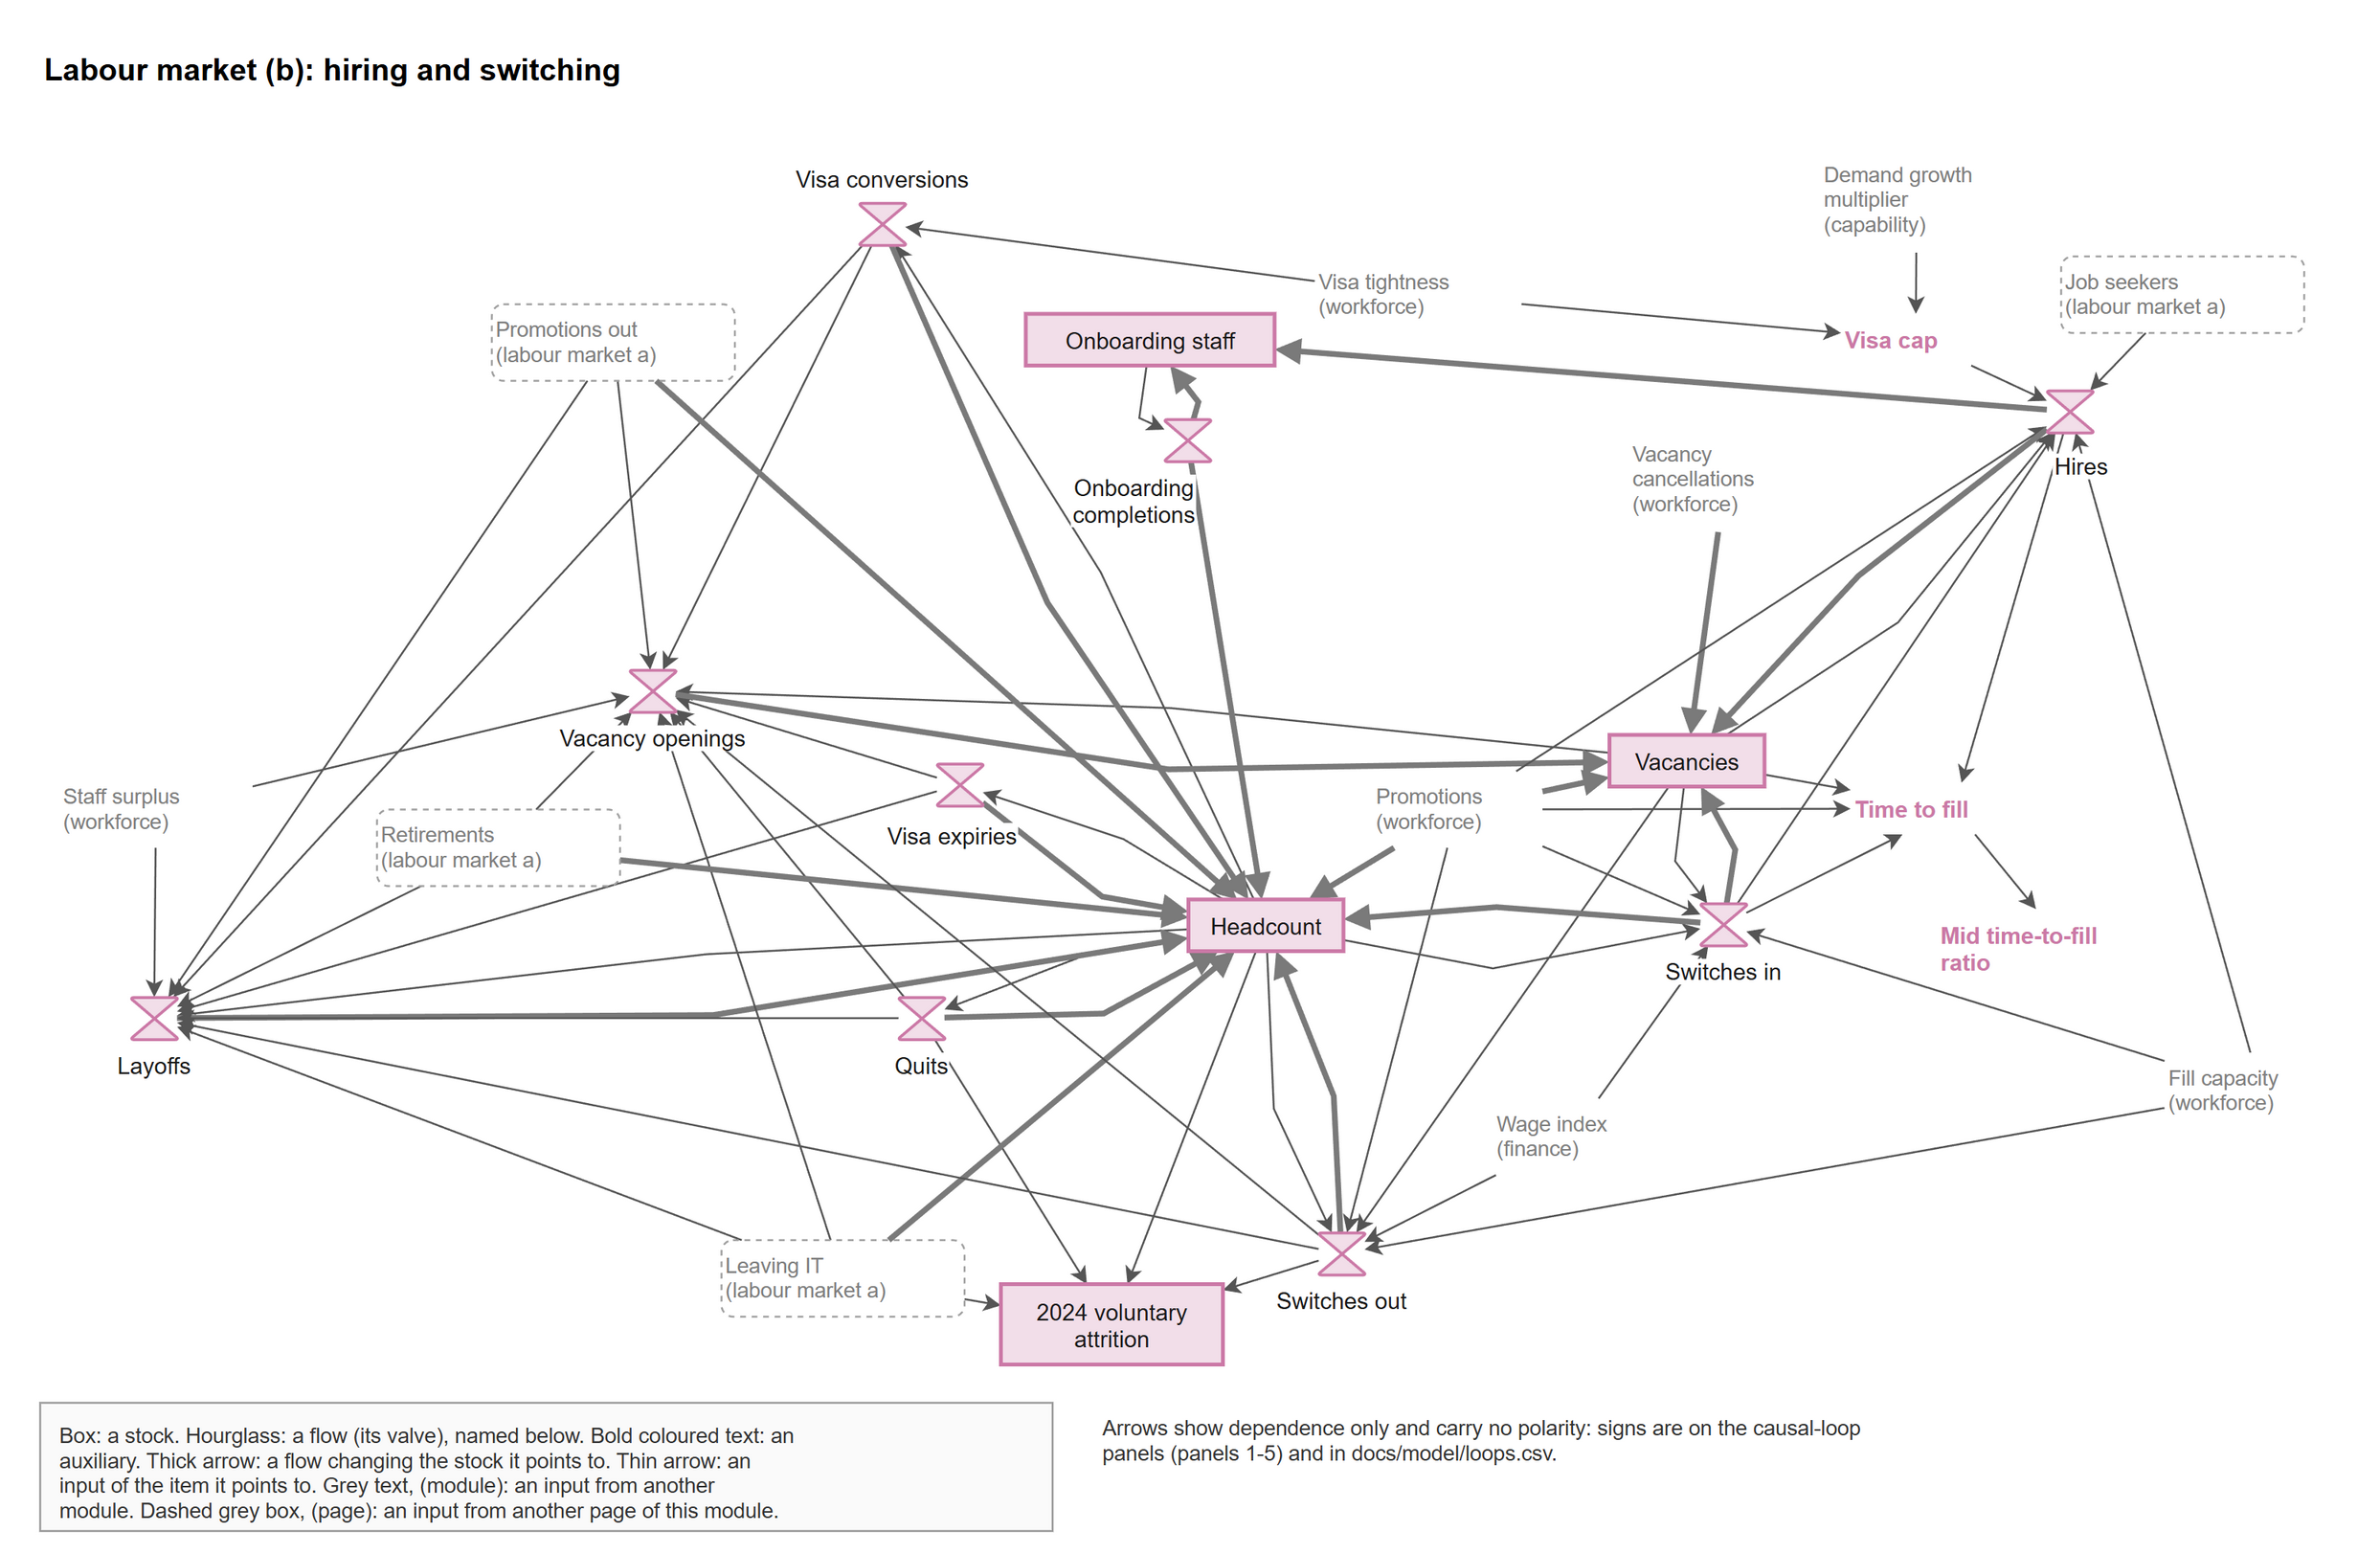 Labour market (b): hiring and switching
Visa conversions
Demand growth
multiplier
(capability)
Visa tightness
(workforce)
Job seekers
(labour market a)
Promotions out
(labour market a)
Onboarding staff
Visa cap
Hires
Vacancy
cancellations
(workforce)
Onboarding
completions
Vacancy openings
Vacancies
Staff surplus
(workforce)
Promotions
(workforce)
Time to fill
Retirements
(labour market a)
Visa expiries
Headcount
Mid time-to-fill
ratio
Switches in
Layoffs
Quits
Fill capacity
(workforce)
Wage index
(finance)
Leaving IT
(labour market a)
Switches out
2024 voluntary
attrition
Box: a stock. Hourglass: a flow (its valve), named below. Bold coloured text: an
auxiliary. Thick arrow: a flow changing the stock it points to. Thin arrow: an
input of the item it points to. Grey text, (module): an input from another
module. Dashed grey box, (page): an input from another page of this module.
Arrows show dependence only and carry no polarity: signs are on the causal-loop
panels (panels 1-5) and in docs/model/loops.csv.